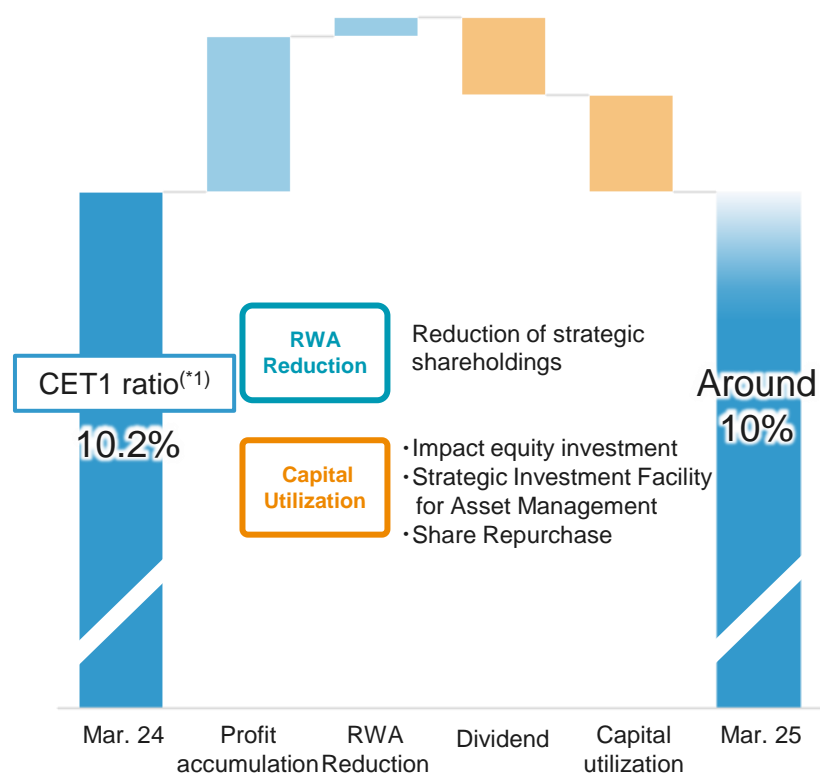 RWA
Reduction
Reduction of strategic
shareholdings
CET1 ratio(*1)
10.2%
Around
10%
Capital
Utilization
・Impact equity investment
・Strategic Investment Facility
for Asset Management
・Share Repurchase
Mar. 24
Profit
accumulation
RWA
Reduction
Dividend
Capital
utilization
Mar. 25